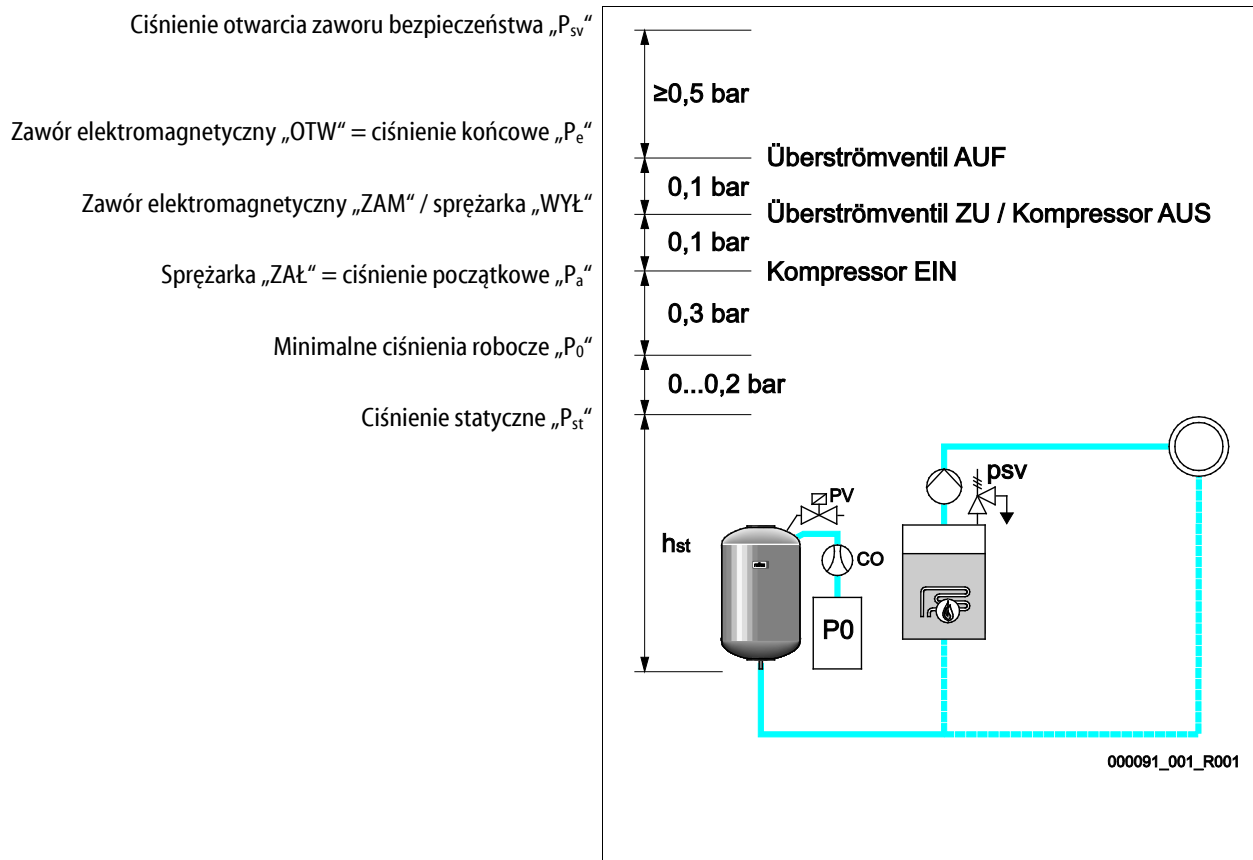 Ciśnienie otwarcia zaworu bezpieczeństwa „Psv“
≥0,5 bar
Zawór elektromagnetyczny „OTW“ = ciśnienie końcowe „Pe“
Überströmventil AUF
0,1 bar
Zawór elektromagnetyczny „ZAM“ / sprężarka „WYŁ“
Überströmventil ZU / Kompressor AUS
0,1 bar
Sprężarka „ZAŁ“ = ciśnienie początkowe „Pa“
Kompressor EIN
0,3 bar
Minimalne ciśnienia robocze „P0“
0...0,2 bar
Ciśnienie statyczne „Pst“
psv
PV
hst
CO
P0
000091_001_R001